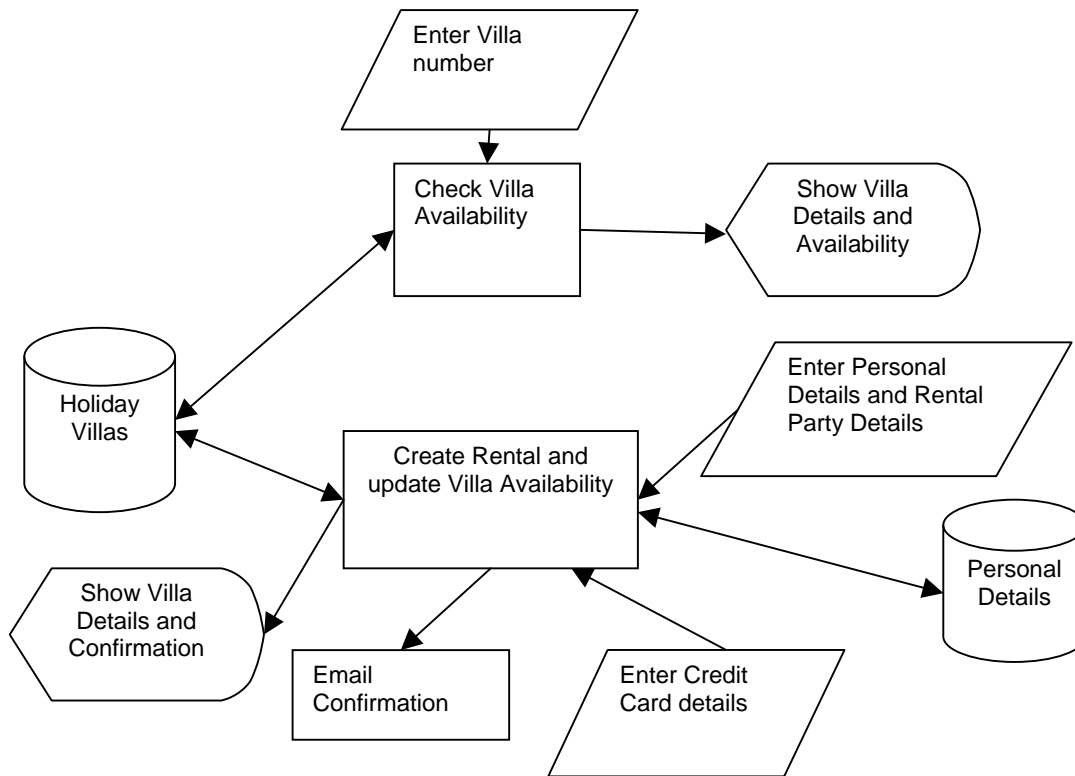 Enter Villa
number
Check Villa
Availability
Show Villa
Details and
Availability
Holiday
Villas
Enter Personal
Details and Rental
Party Details
Create Rental and
update Villa Availability
Personal
Details
Show Villa
Details and
Confirmation
Email
Confirmation
Enter Credit
Card details